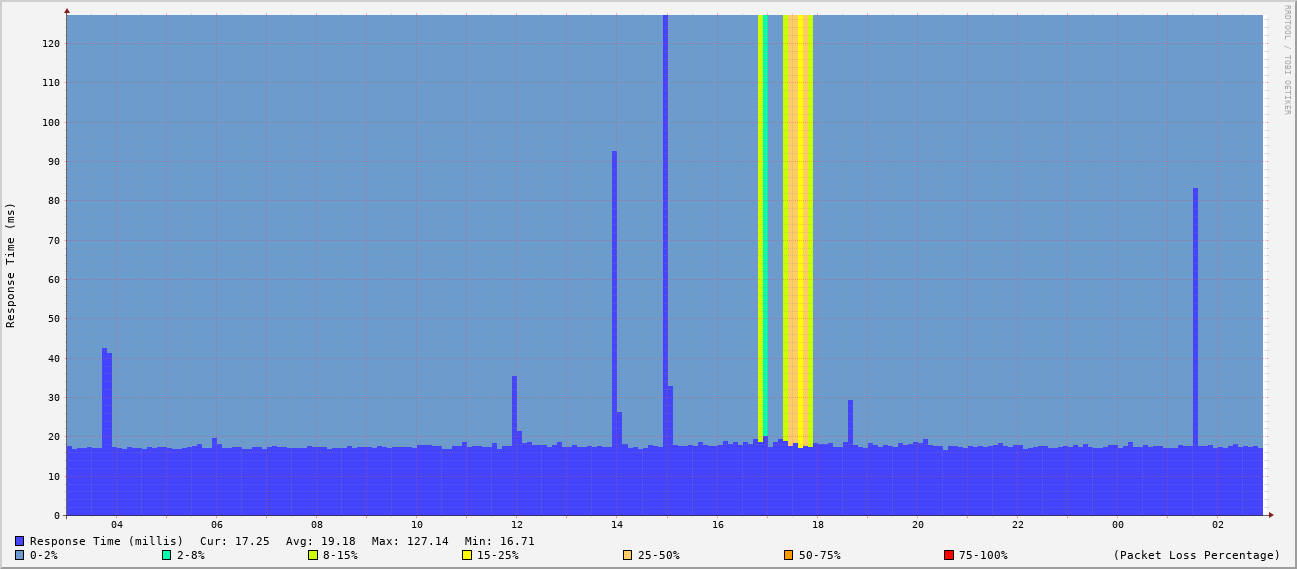 RRDTOOL / TOBI OETIKER
Response Time (ms)
120
110
100
90
80
70
60
50
40
30
20
10
0
04 06 08 10 12 14 16 18 20 22 00 02
Response Time (millis) Cur: 17.25 Avg: 19.18 Max: 127.14 Min: 16.71
0-2% 2-8% 8-15% 15-25% 25-50% 50-75% 75-100% (Packet Loss Percentage)